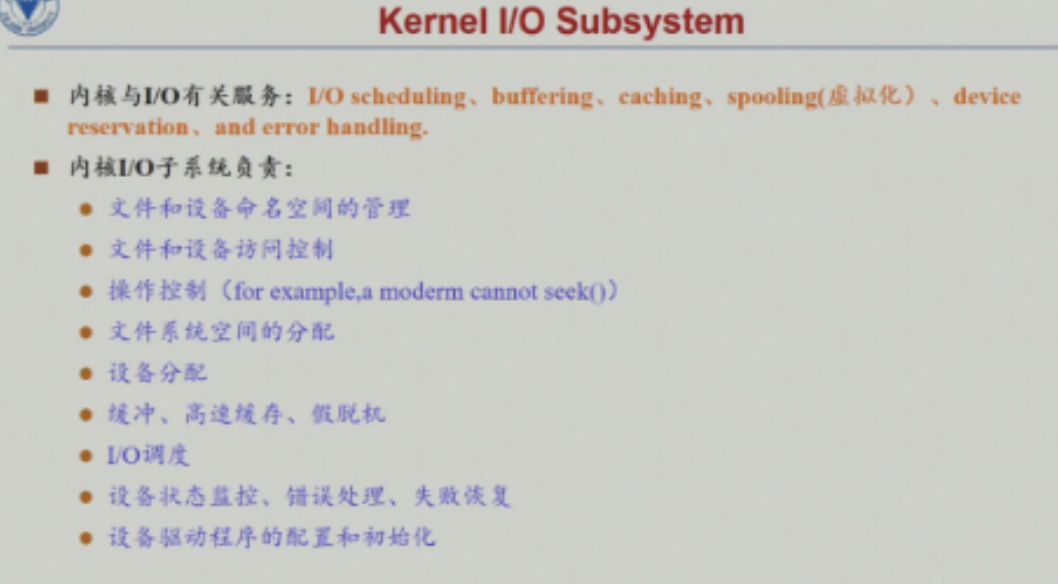 Kernel I/O Subsystem
内核与I/O有关服务：I/O scheduling、buffering、caching、spooling(虚拟化）、device
reservation、and error handling.
内核I/O子系统负责：
文件和设备命名空间的管理
文件和设备访问控制
操作控制（for example,a moderm cannot seek()）
文件系统空间的分配
设备分配
缓冲、高速缓存、假脱机
I/O调度
设备状态监控、错误处理、失败恢复
设备驱动程序的配置和初始化